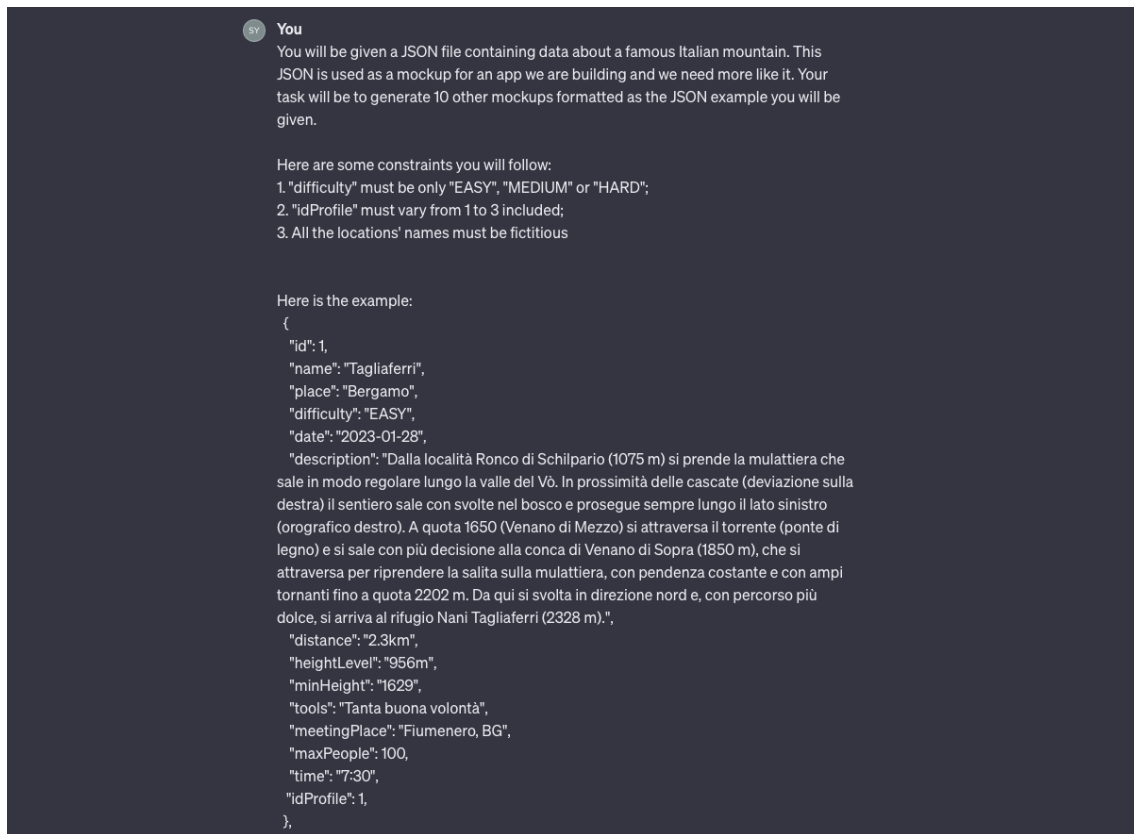 SY
You
You will be given a JSON file containing data about a famous Italian mountain. This
JSON is used as a mockup for an app we are building and we need more like it. Your
task will be to generate 10 other mockups formatted as the JSON example you will be
given.
Here are some constraints you will follow:
1. "difficulty" must be only "EASY", "MEDIUM" or "HARD";
2. "idProfile" must vary from 1 to 3 included;
3. All the locations' names must be fictitious
Here is the example:
{
"id": 1,
"name": "Tagliaferri",
"place": "Bergamo",
"difficulty": "EASY",
"date": "2023-01-28",
"description": "Dalla località Ronco di Schilpario (1075 m) si prende la mulattiera che
sale in modo regolare lungo la valle del Vò. In prossimità delle cascate (deviazione sulla
destra) il sentiero sale con svolte nel bosco e prosegue sempre lungo il lato sinistro
(orografico destro). A quota 1650 (Venano di Mezzo) si attraversa il torrente (ponte di
legno) e si sale con più decisione alla conca di Venano di Sopra (1850 m), che si
attraversa per riprendere la salita sulla mulattiera, con pendenza costante e con ampi
tornanti fino a quota 2202 m. Da qui si svolta in direzione nord e, con percorso più
dolce, si arriva al rifugio Nani Tagliaferri (2328 m).",
"distance": "2.3km",
"heightLevel": "956m",
"minHeight": "1629",
"tools": "Tanta buona volontà",
"meetingPlace": "Fiumenero, BG",
"maxPeople": 100,
"time": "7:30",
"idProfile": 1,
},